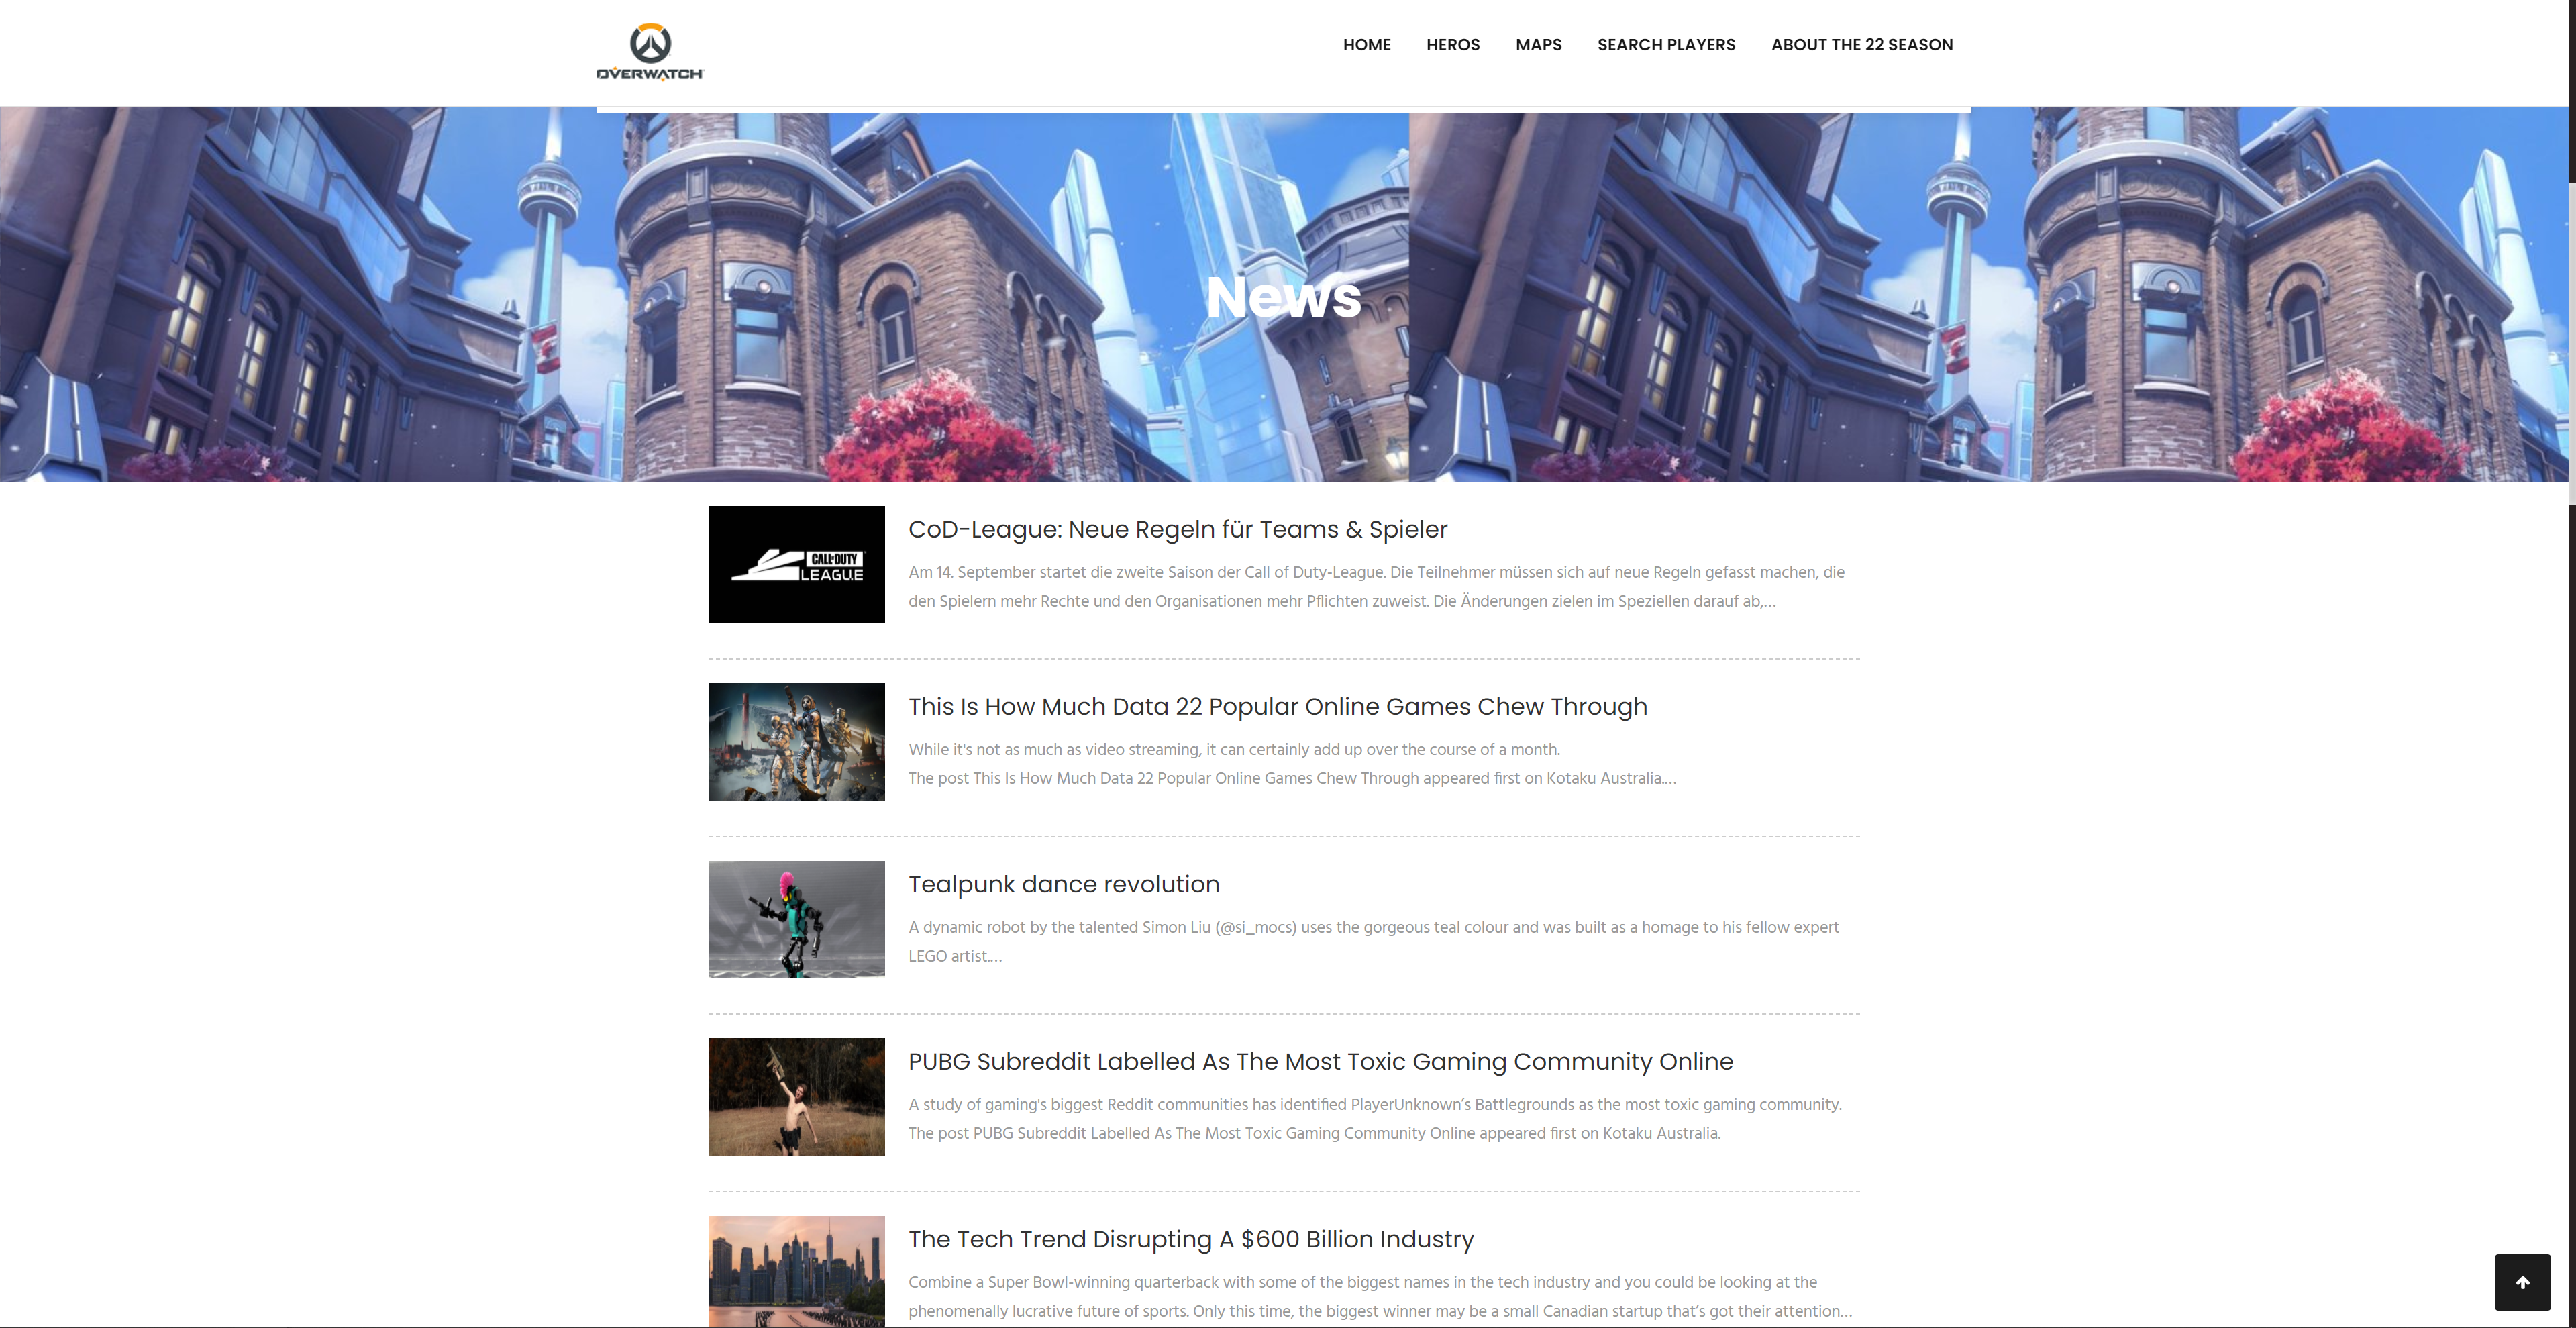 OVERWATCH
HOME HEROS MAPS SEARCH PLAYERS ABOUT THE 22 SEASON
News
CALL OF DUTY
LEAGUE
CoD-League: Neue Regeln für Teams & Spieler
Am 14. September startet die zweite Saison der Call of Duty-League. Die Teilnehmer müssen sich auf neue Regeln gefasst machen, die
den Spielern mehr Rechte und den Organisationen mehr Pflichten zuweist. Die Änderungen zielen im Speziellen darauf ab,...
This Is How Much Data 22 Popular Online Games Chew Through
While it's not as much as video streaming, it can certainly add up over the course of a month.
The post This Is How Much Data 22 Popular Online Games Chew Through appeared first on Kotaku Australia....
Tealpunk dance revolution
A dynamic robot by the talented Simon Liu (@si_mocs) uses the gorgeous teal colour and was built as a homage to his fellow expert
LEGO artist....
PUBG Subreddit Labelled As The Most Toxic Gaming Community Online
A study of gaming's biggest Reddit communities has identified PlayerUnknown’s Battlegrounds as the most toxic gaming community.
The post PUBG Subreddit Labelled As The Most Toxic Gaming Community Online appeared first on Kotaku Australia.
The Tech Trend Disrupting A $600 Billion Industry
Combine a Super Bowl-winning quarterback with some of the biggest names in the tech industry and you could be looking at the
phenomenally lucrative future of sports. Only this time, the biggest winner may be a small Canadian startup that’s got their attention...